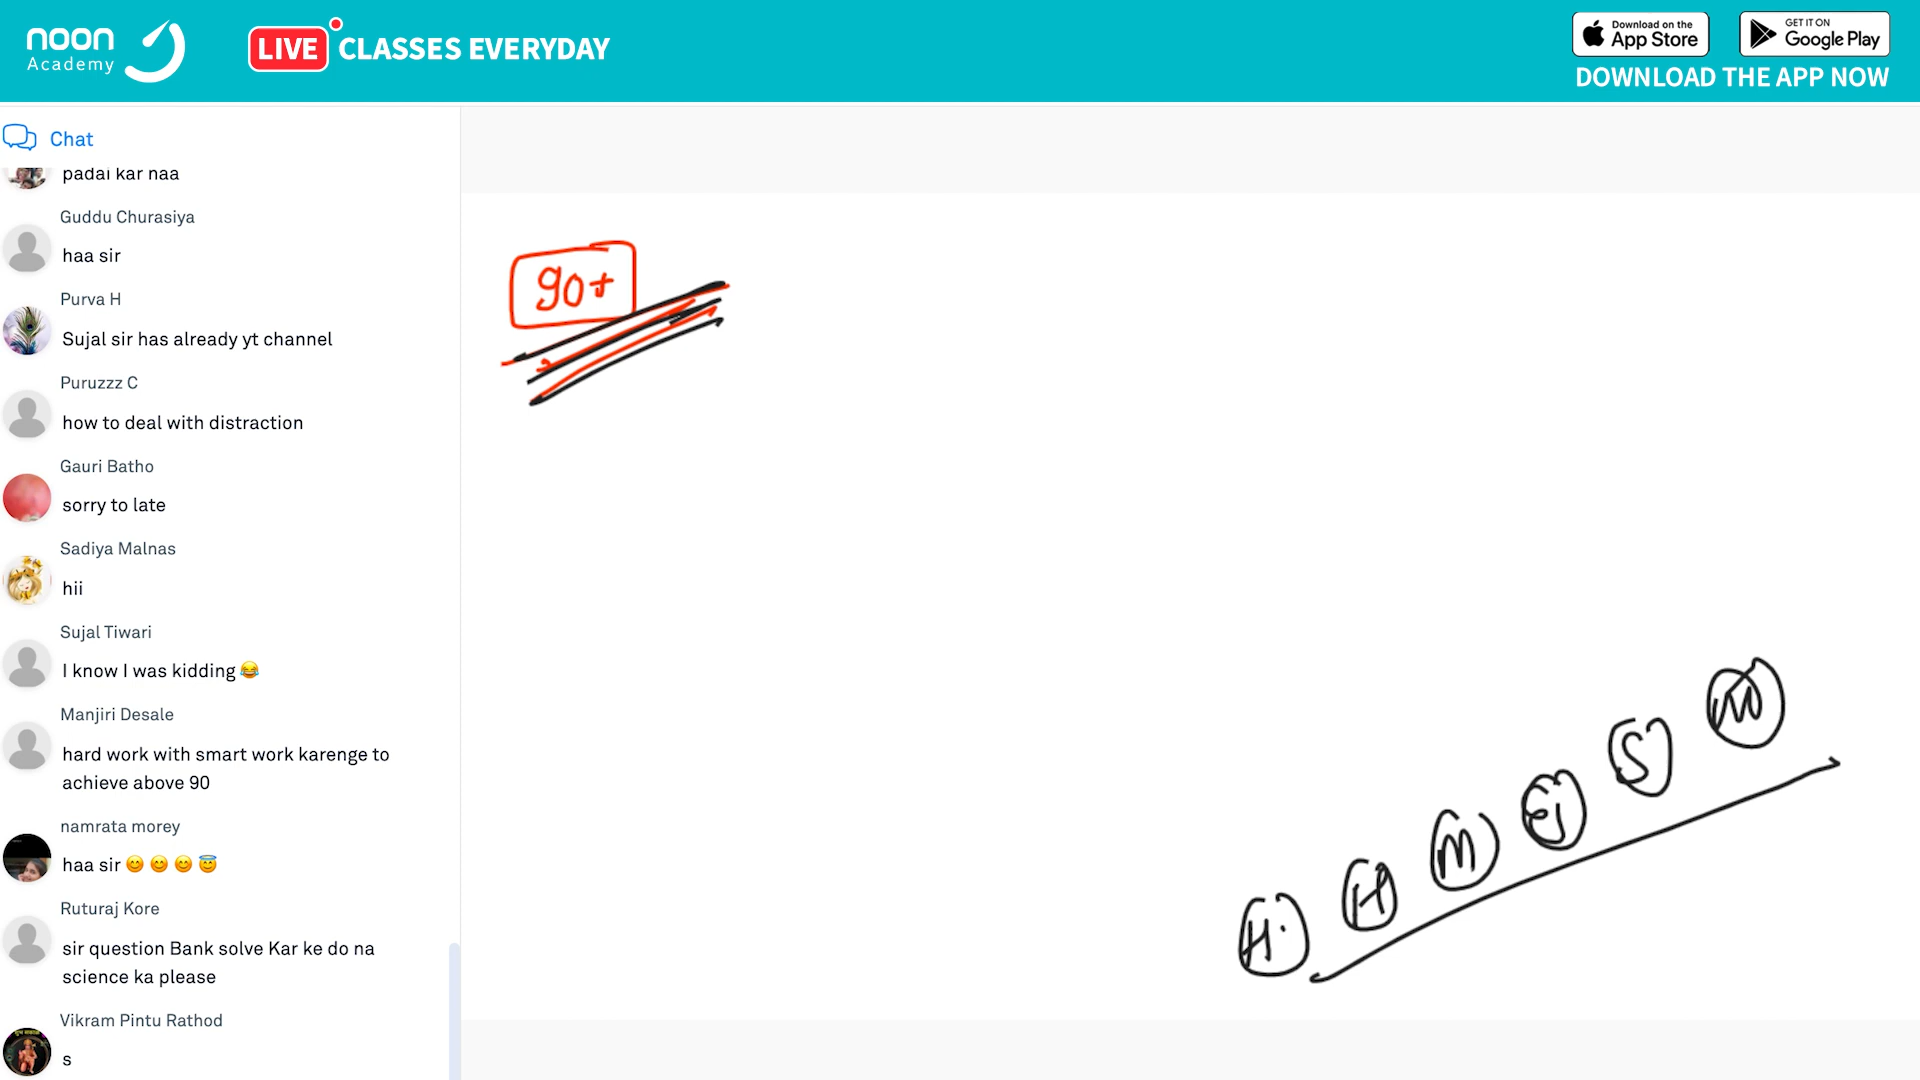 noon
Academy
LIVE CLASSES EVERYDAY
Download on the
App Store
GET IT ON
Google Play
DOWNLOAD THE APP NOW
Chat
padai kar naa
Guddu Churasiya
haa sir
Purva H
Sujal sir has already yt channel
Puruzzz C
how to deal with distraction
Gauri Batho
sorry to late
Sadiya Malnas
hii
Sujal Tiwari
I know I was kidding 😂
Manjiri Desale
hard work with smart work karenge to
achieve above 90
namrata morey
haa sir 😊 😊 😊 😇
Ruturaj Kore
sir question Bank solve Kar ke do na
science ka please
Vikram Pintu Rathod
s
90+
H H M E S